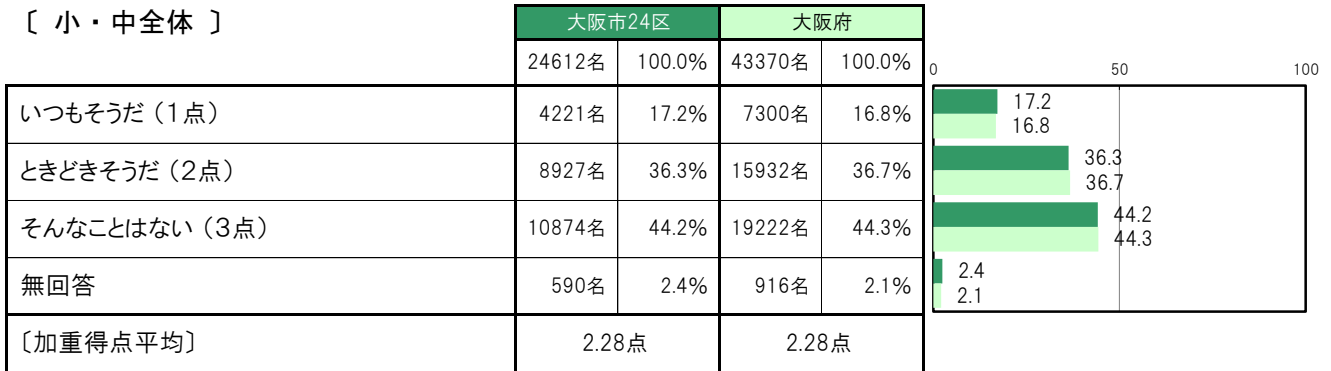 〔 小・中全体 〕
大阪市24区 大阪府
24612名 100.0% 43370名 100.0%
0 50 100
いつもそうだ（１点） 4221名 17.2% 7300名 16.8%
17.2
16.8
ときどきそうだ（２点） 8927名 36.3% 15932名 36.7%
36.3
36.7
そんなことはない（３点） 10874名 44.2% 19222名 44.3%
44.2
44.3
無回答 590名 2.4% 916名 2.1%
2.4
2.1
〔加重得点平均〕 2.28点 2.28点